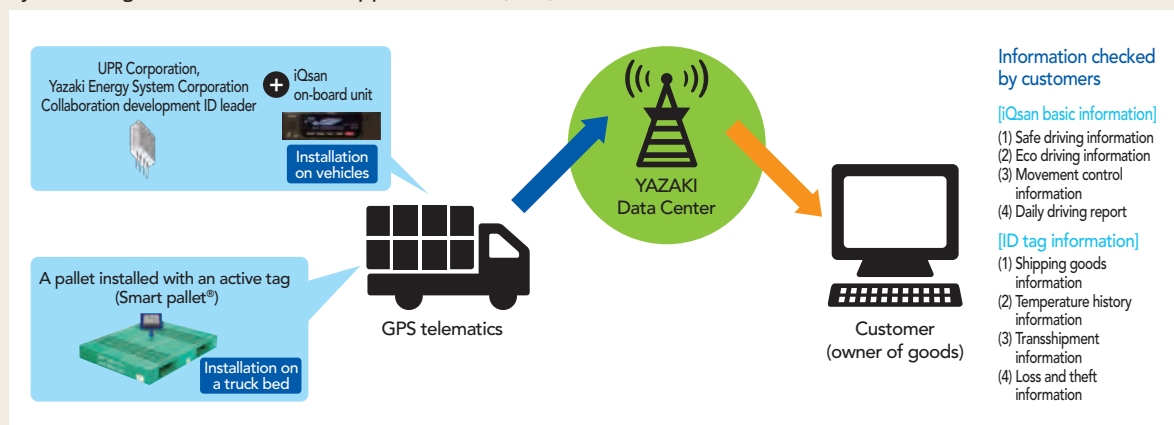 UPR Corporation,
Yazaki Energy System Corporation
Collaboration development ID leader
+
iQsan
on-board unit
Installation
on vehicles
A pallet installed with an active tag
(Smart pallet®)
Installation on
a truck bed
GPS telematics
YAZAKI
Data Center
Customer
(owner of goods)
Information checked
by customers
[iQsan basic information]
(1) Safe driving information
(2) Eco driving information
(3) Movement control
information
(4) Daily driving report
[ID tag information]
(1) Shipping goods
information
(2) Temperature history
information
(3) Transshipment
information
(4) Loss and theft
information